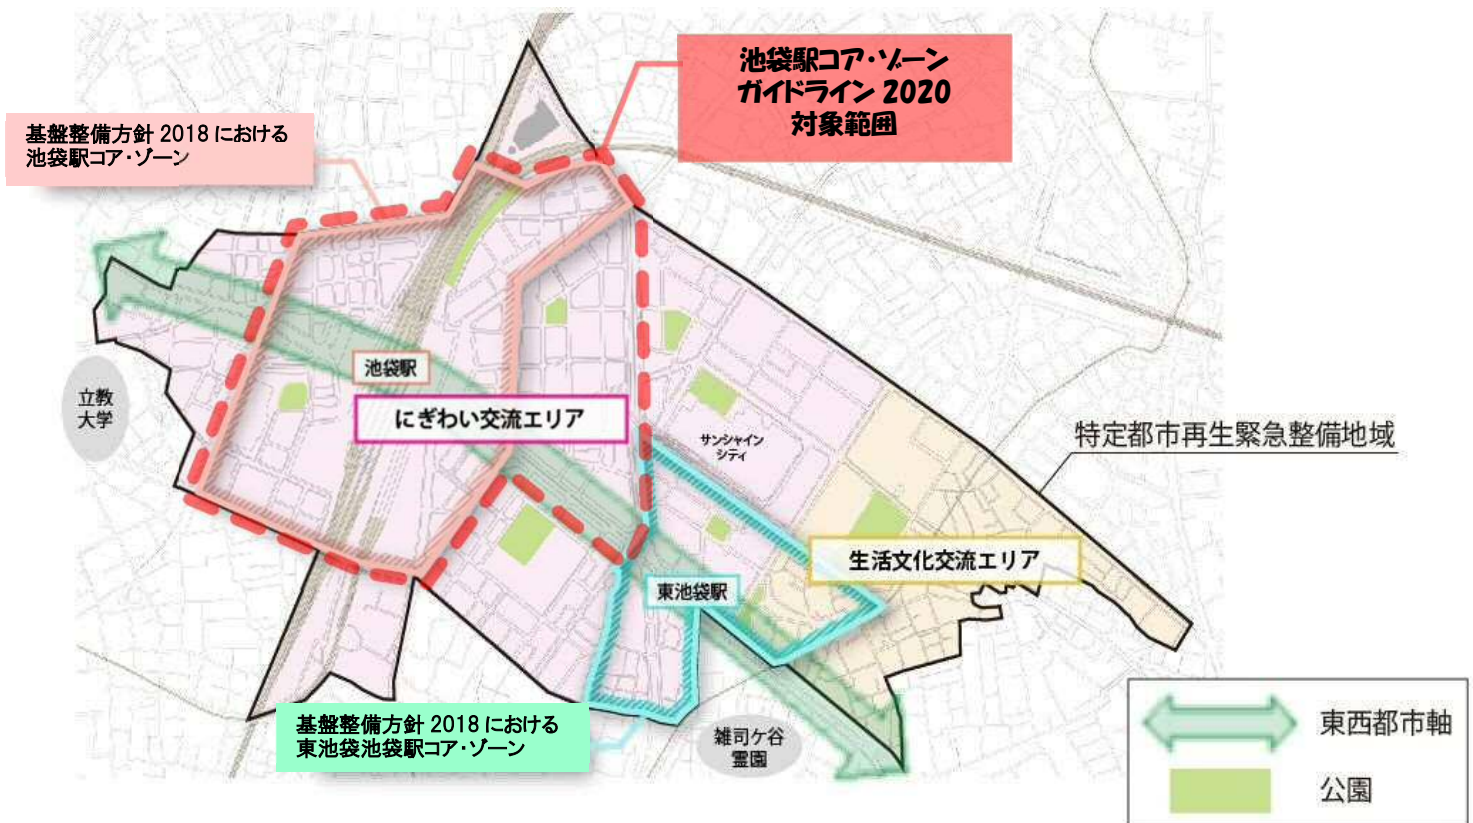 池袋駅コア・ゾーン
ガイドライン 2020
対象範囲
基盤整備方針 2018 における
池袋駅コア・ゾーン
池袋駅
立教
大学
にぎわい交流エリア
サンシャイン
シティ
特定都市再生緊急整備地域
生活文化交流エリア
東池袋駅
基盤整備方針 2018 における
東池袋池袋駅コア・ゾーン
雑司ケ谷
霊園
東西都市軸
公園